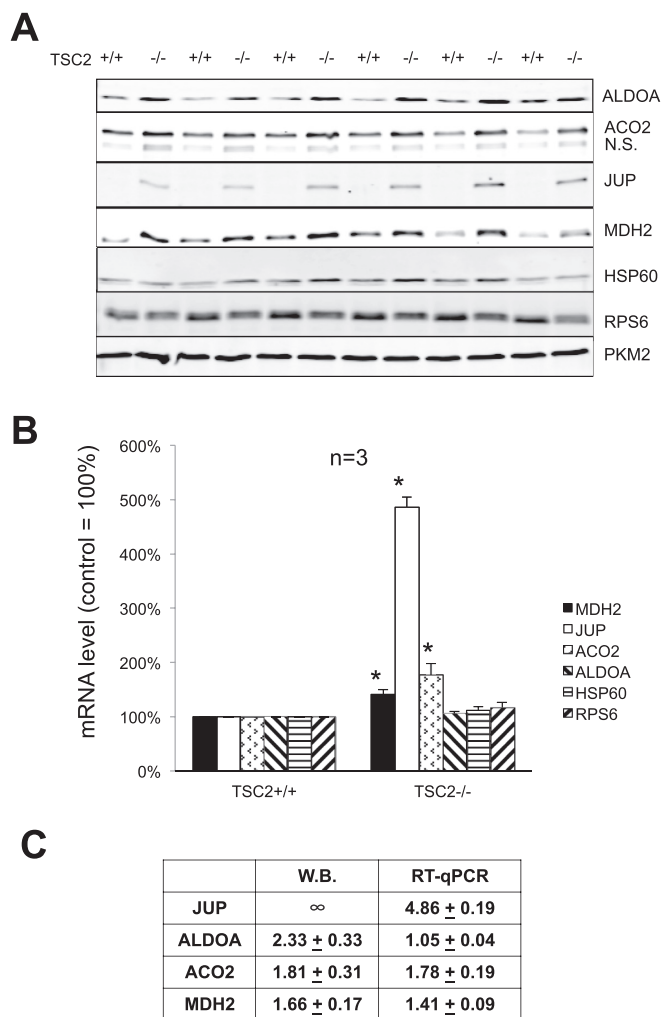 A
TSC2 +/+ -/- +/+ -/- +/+ -/- +/+ -/- +/+ -/- +/+ -/-
ALDOA
ACO2
N.S.
JUP
MDH2
HSP60
RPS6
PKM2
B
mRNA level (control = 100%)
600%
500%
400%
300%
200%
100%
0%
n=3
*
*
*
TSC2+/+ TSC2-/-
MDH2
JUP
ACO2
ALDOA
HSP60
RPS6
C
W.B. RT-qPCR
JUP ∞ 4.86 ± 0.19
ALDOA 2.33 ± 0.33 1.05 ± 0.04
ACO2 1.81 ± 0.31 1.78 ± 0.19
MDH2 1.66 ± 0.17 1.41 ± 0.09